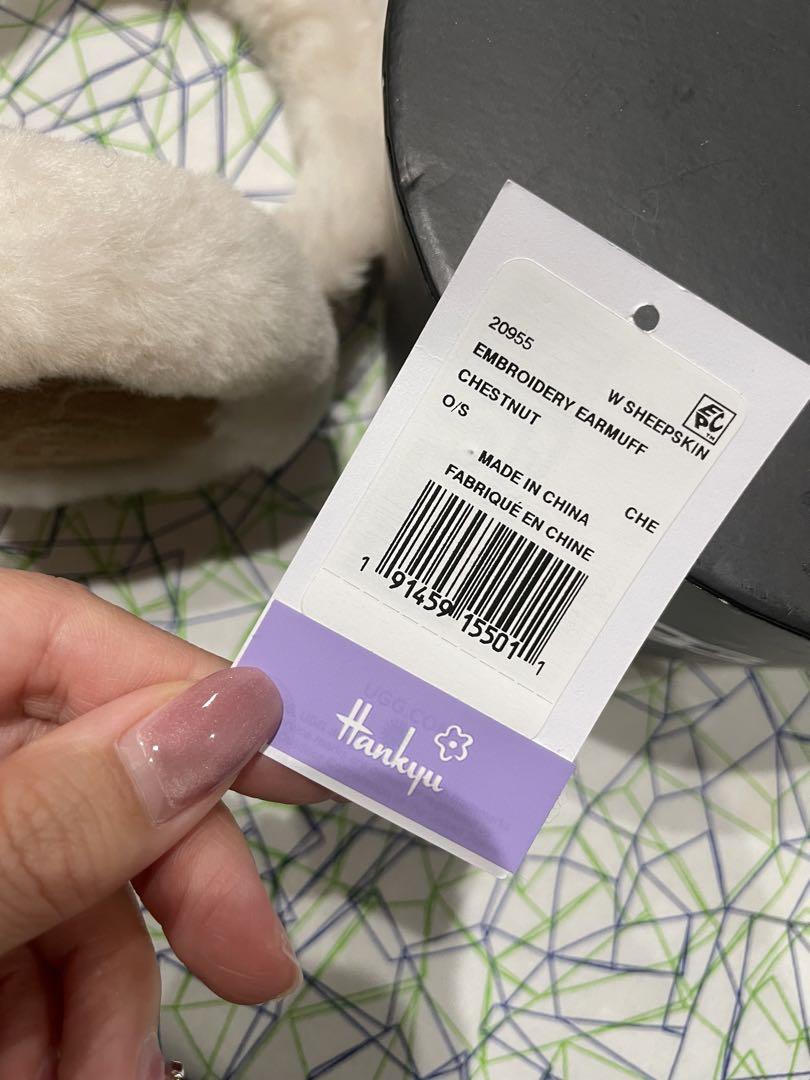 20955
W SHEEPSKIN
EMBROIDERY EARMUFF
CHESTNUT
O/S
CHE
MADE IN CHINA
FABRIQUÉ EN CHINE
1 91459 15501 1
Hankyu